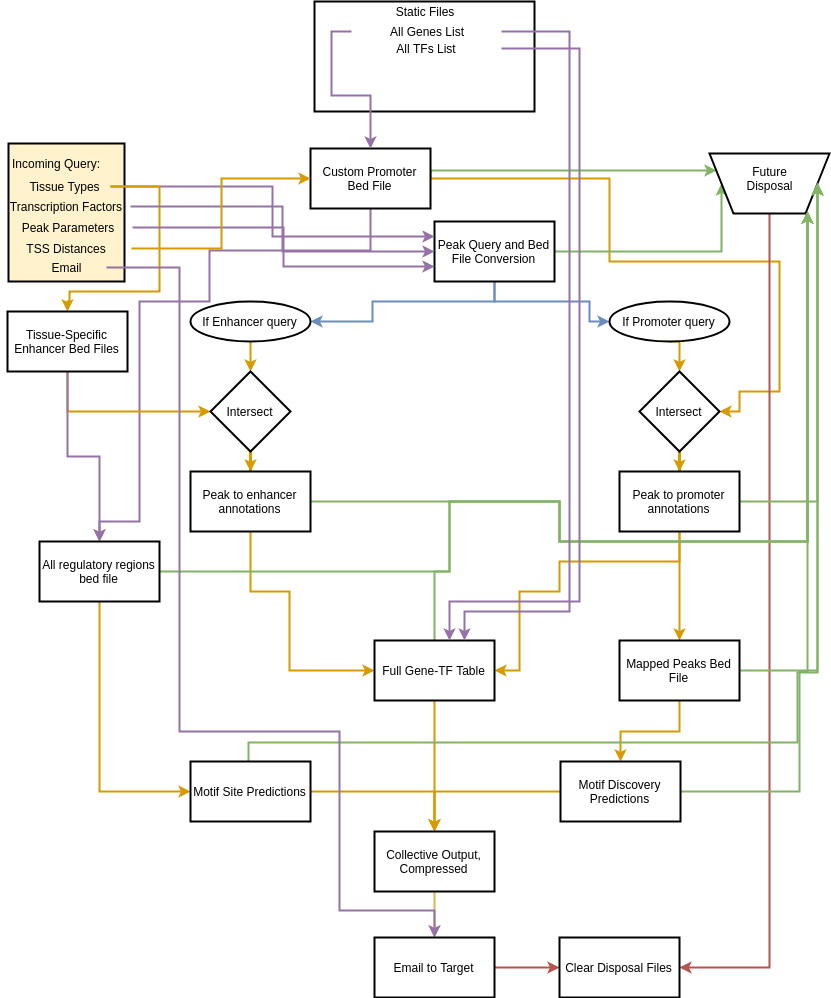 Static Files
All Genes List
All TFs List
Incoming Query:
Tissue Types
Transcription Factors
Peak Parameters
TSS Distances
Email
Custom Promoter
Bed File
Future
Disposal
Peak Query and Bed
File Conversion
Tissue-Specific
Enhancer Bed Files
If Enhancer query
If Promoter query
Intersect
Intersect
Peak to enhancer
annotations
Peak to promoter
annotations
All regulatory regions
bed file
Full Gene-TF Table
Mapped Peaks Bed
File
Motif Site Predictions
Motif Discovery
Predictions
Collective Output,
Compressed
Email to Target
Clear Disposal Files